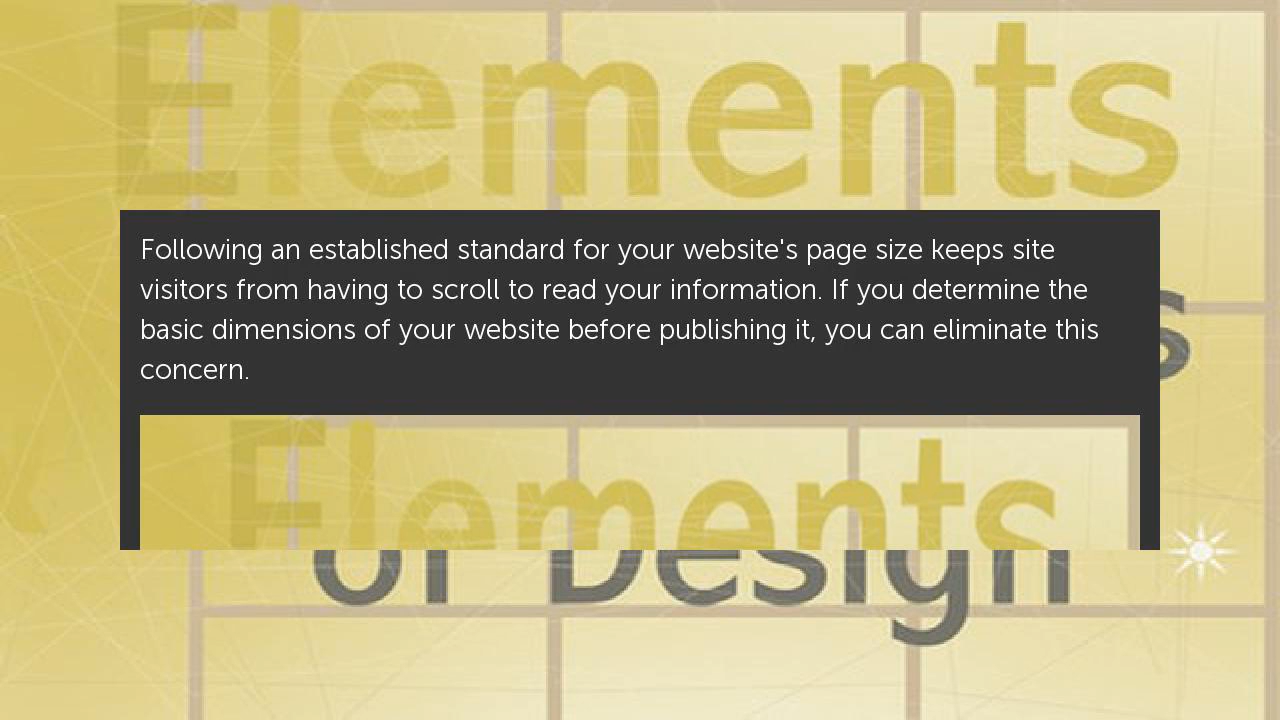 Elements
Following an established standard for your website's page size keeps site
visitors from having to scroll to read your information. If you determine the
basic dimensions of your website before publishing it, you can eliminate this
concern.
s
Elements
of Design